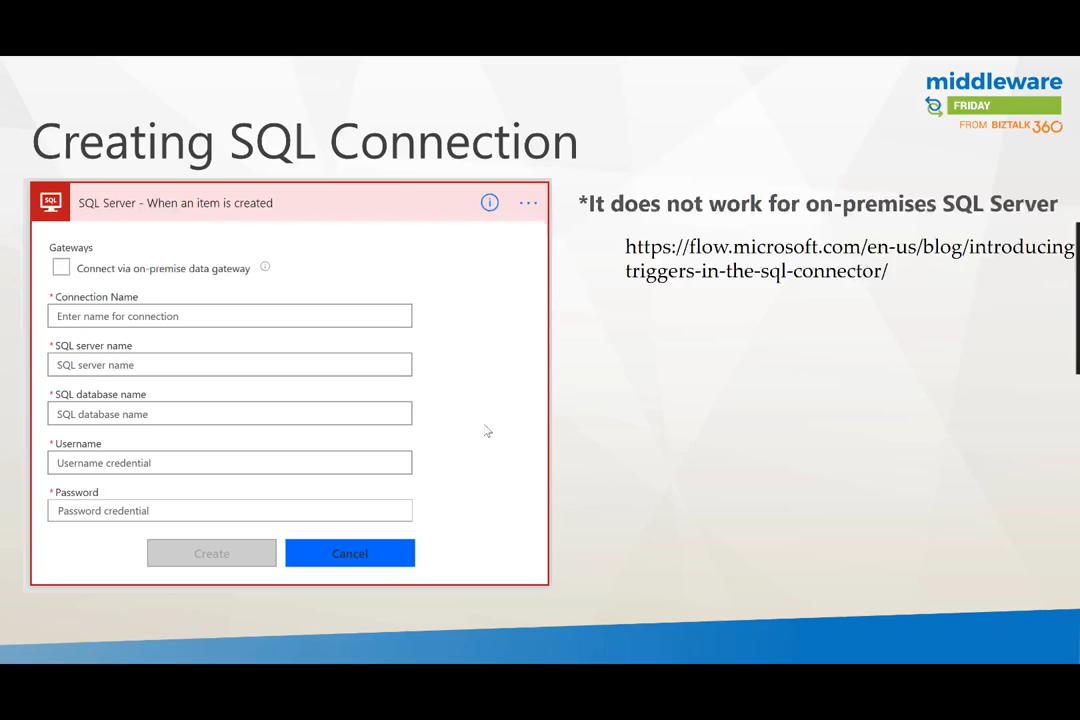 middleware
FRIDAY
FROM BIZTALK 360
Creating SQL Connection
SQL
SQL Server - When an item is created
Gateways
Connect via on-premise data gateway
* Connection Name
Enter name for connection
* SQL server name
SQL server name
* SQL database name
SQL database name
* Username
Username credential
* Password
Password credential
Create
Cancel
*It does not work for on-premises SQL Server
https://flow.microsoft.com/en-us/blog/introducing
triggers-in-the-sql-connector/